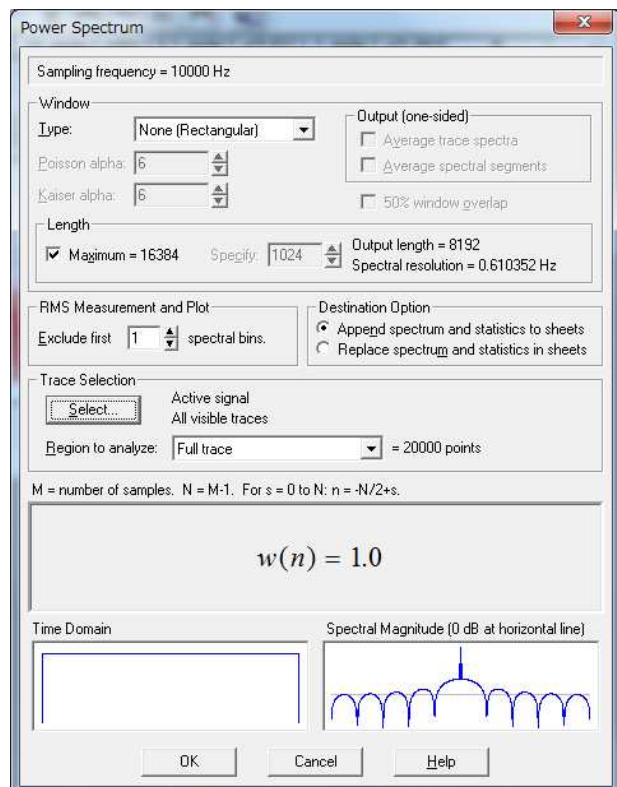 Power Spectrum
Sampling frequency = 10000 Hz
Window
Type: None (Rectangular)
Poisson alpha: 6
Kaiser alpha: 6
Output (one-sided)
Average trace spectra
Average spectral segments
50% window overlap
Length
Maximum = 16384 Specify: 1024
Output length = 8192
Spectral resolution = 0.610352 Hz
RMS Measurement and Plot
Exclude first 1 spectral bins.
Destination Option
Append spectrum and statistics to sheets
Replace spectrum and statistics in sheets
Trace Selection
Select... Active signal
All visible traces
Region to analyze: Full trace = 20000 points
M = number of samples. N = M-1. For s = 0 to N: n = -N/2+s.
w(n) = 1.0
Time Domain
Spectral Magnitude (0 dB at horizontal line)
OK Cancel Help